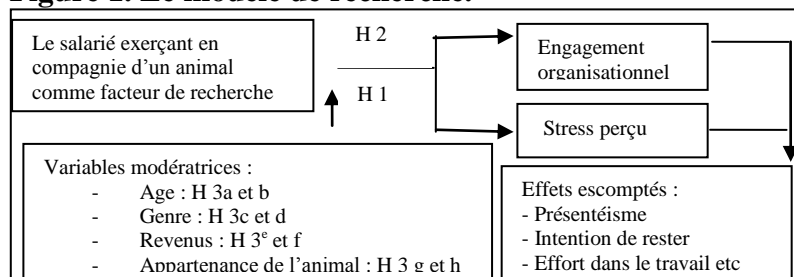 Figure 1. Le modèle de recherche.
Le salarié exerçant en
compagnie d'un animal
comme facteur de recherche
H 2
H 1
Engagement
organisationnel
Stress perçu
Variables modératrices :
- Age : H 3a et b
- Genre : H 3c et d
- Revenus : H 3e et f
- Appartenance de l'animal : H 3 g et h
Effets escomptés :
- Présentéisme
- Intention de rester
- Effort dans le travail etc